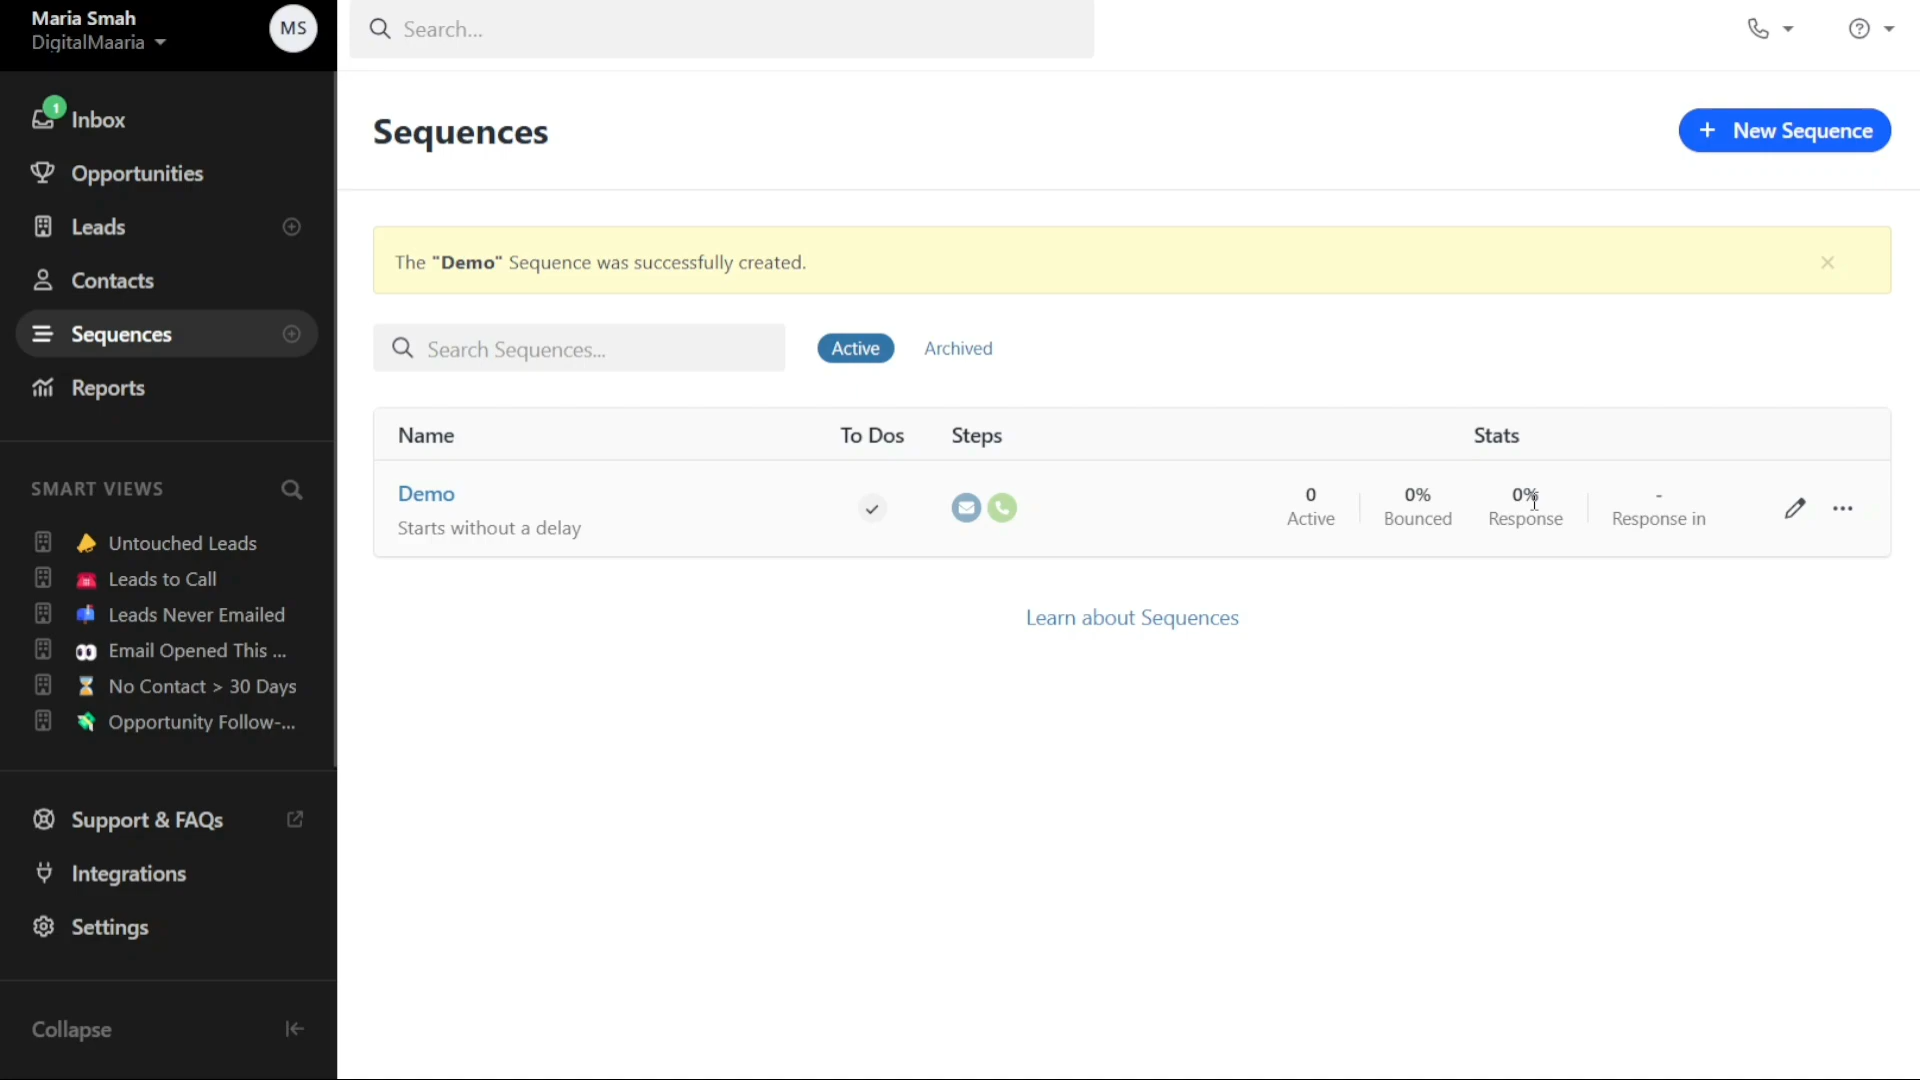 Maria Smah
DigitalMaaria
MS
Search...
1
Inbox
Opportunities
Leads
Contacts
Sequences
Reports
SMART VIEWS
Untouched Leads
Leads to Call
Leads Never Emailed
Email Opened This ...
No Contact > 30 Days
Opportunity Follow-...
Support & FAQs
Integrations
Settings
Collapse
Sequences
+ New Sequence
The "Demo" Sequence was successfully created.
Search Sequences...
Active Archived
Name To Dos Steps Stats
Demo
Starts without a delay
0 0% 0% -
Active Bounced Response Response in
Learn about Sequences